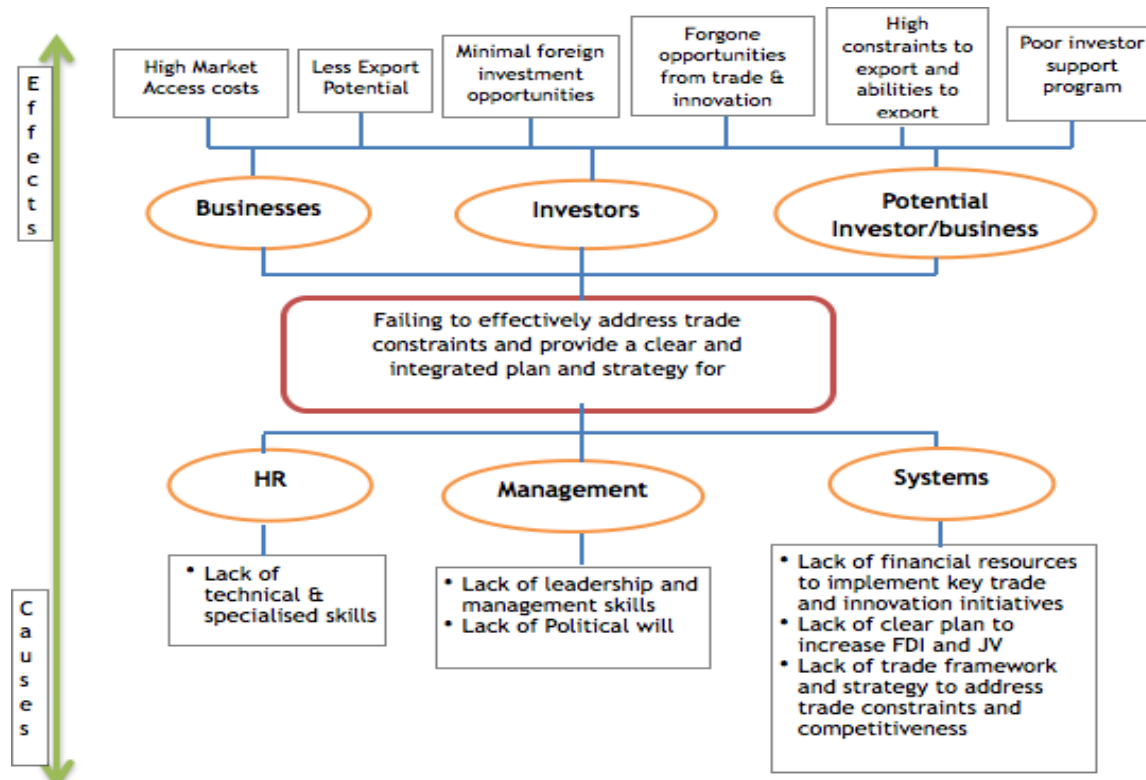 Effects
High Market
Access costs
Less Export
Potential
Minimal foreign
investment
opportunities
Forgone
opportunities
from trade &
innovation
High
constraints to
export and
abilities to
export
Poor investor
support
program
Businesses
Investors
Potential
Investor/business
Failing to effectively address trade
constraints and provide a clear and
integrated plan and strategy for
HR
Management
Systems
Causes
• Lack of
technical &
specialised skills
• Lack of leadership and
management skills
• Lack of Political will
• Lack of financial resources
to implement key trade
and innovation initiatives
• Lack of clear plan to
increase FDI and JV
• Lack of trade framework
and strategy to address
trade constraints and
competitiveness